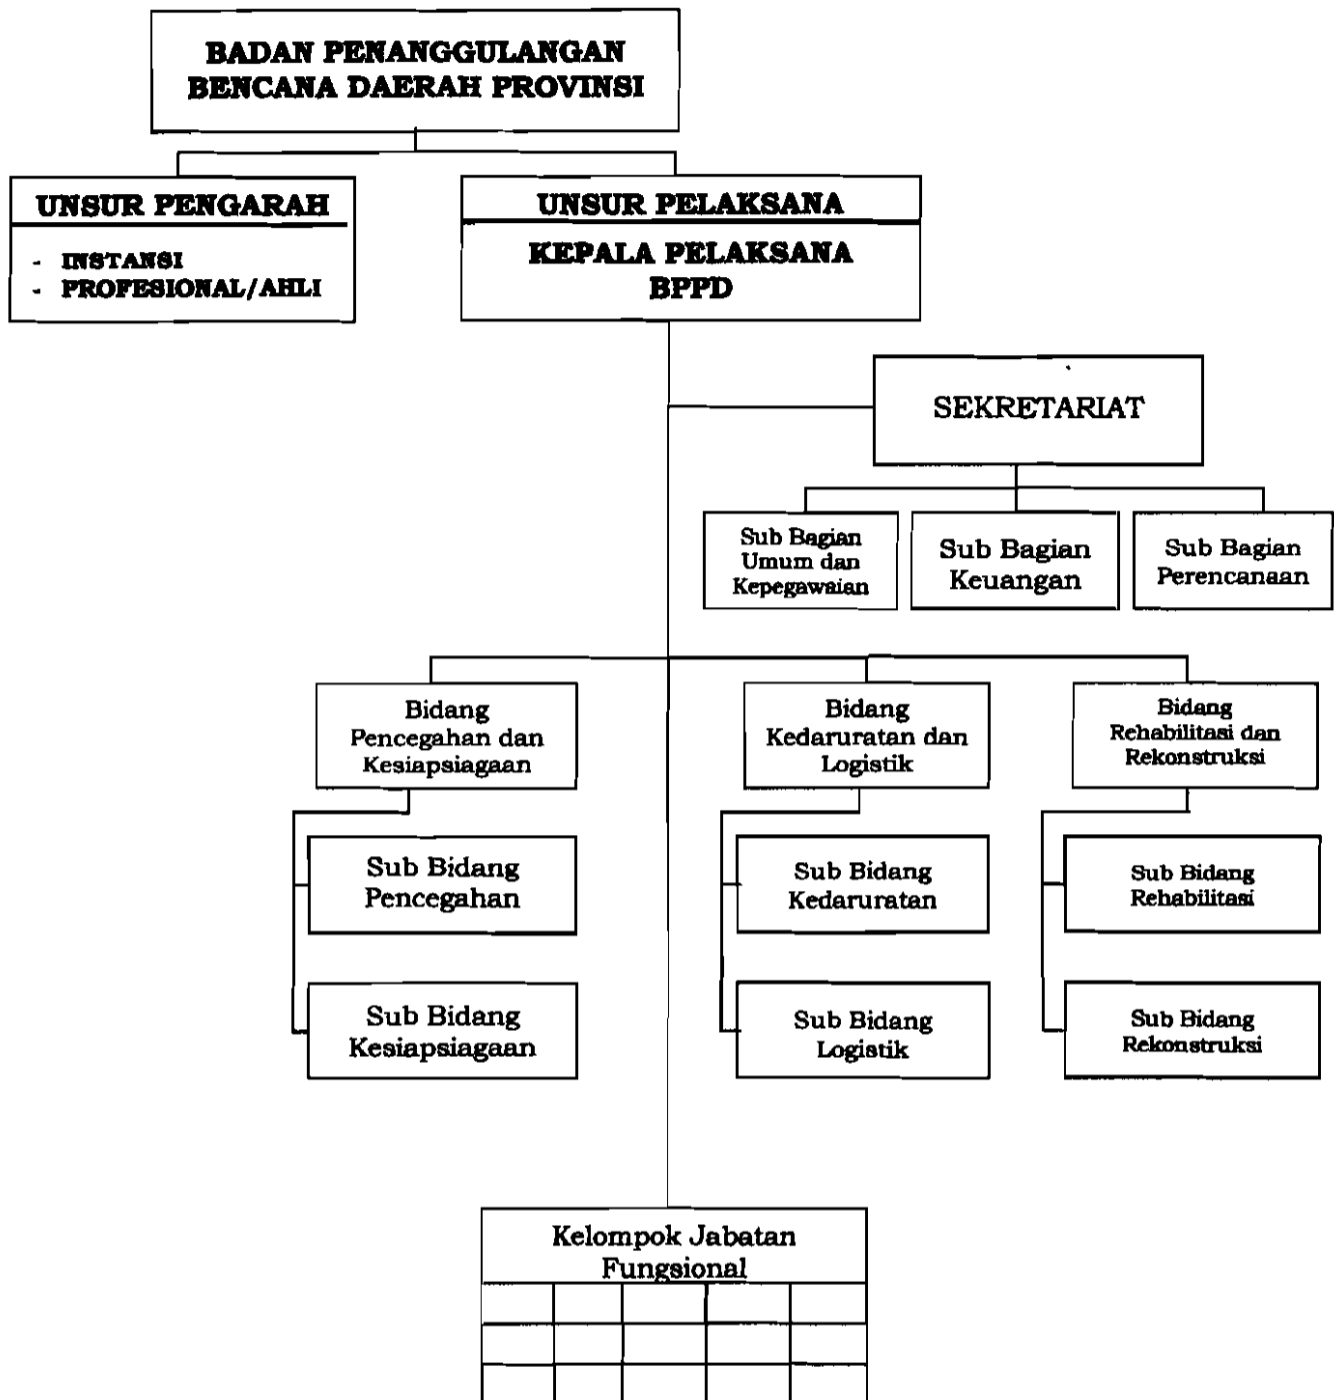 BADAN PENANGGULANGAN
BENCANA DAERAH PROVINSI
UNSUR PENGARAH
- INSTANSI
- PROFESIONAL/AHLI
UNSUR PELAKSANA
KEPALA PELAKSANA
BPPD
SEKRETARIAT
Sub Bagian
Umum dan
Kepegawaian
Sub Bagian
Keuangan
Sub Bagian
Perencanaan
Bidang
Pencegahan dan
Kesiapsiagaan
Bidang
Kedaruratan dan
Logistik
Bidang
Rehabilitasi dan
Rekonstruksi
Sub Bidang
Pencegahan
Sub Bidang
Kedaruratan
Sub Bidang
Rehabilitasi
Sub Bidang
Kesiapsiagaan
Sub Bidang
Logistik
Sub Bidang
Rekonstruksi
Kelompok Jabatan
Fungsional